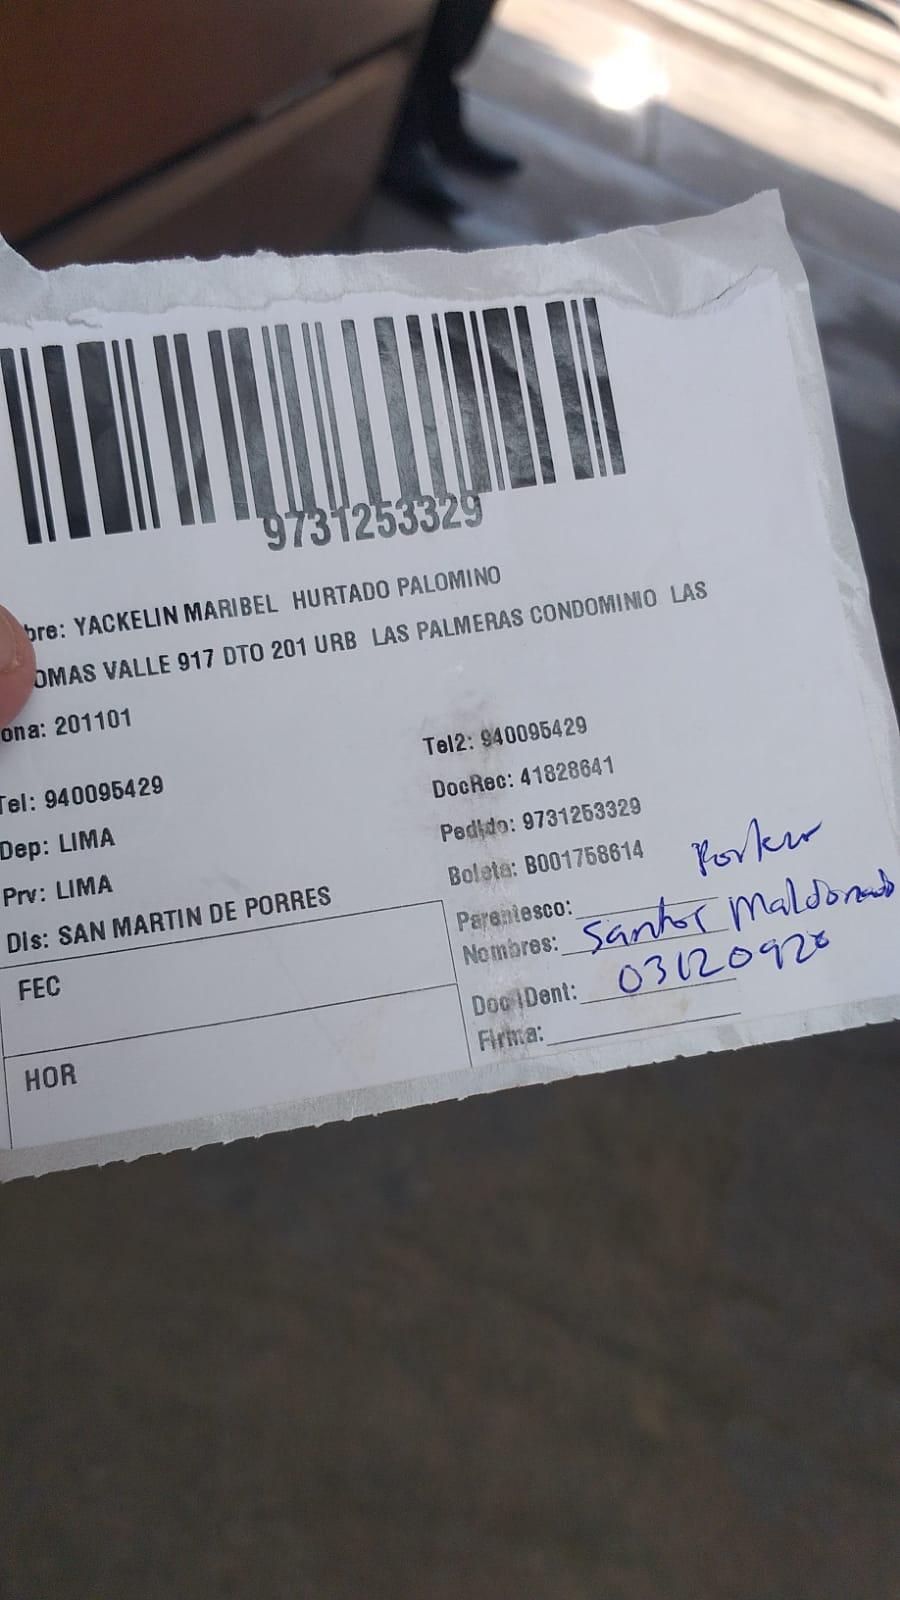 9731253329
bre: YACKELIN MARIBEL HURTADO PALOMINO
OMAS VALLE 917 DTO 201 URB LAS PALMERAS CONDOMINIO LAS
ona: 201101
Tel: 940095429
Tel2: 940095429
Dep: LIMA
DocRec: 41828641
Prv: LIMA
Pedido: 9731253329
Dis: SAN MARTIN DE PORRES
Boleta: B001758614
Parentesco:
Nombres: Santos Maldonado
Doc IDent: 03120920
Firma:
FEC
HOR